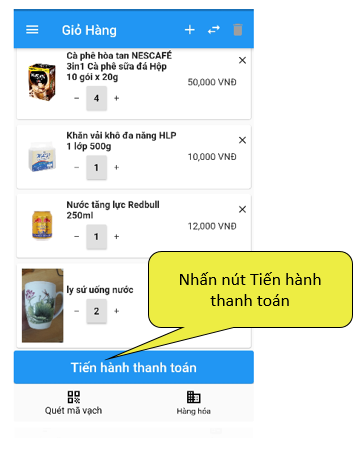 Giỏ Hàng
Cà phê hòa tan NESCAFÉ
3in1 Cà phê sữa đá Hộp
10 gói x 20g
50,000 VNĐ
4
Khăn vải khô đa năng HLP
1 lớp 500g
10,000 VNĐ
1
Nước tăng lực Redbull
250ml
12,000 VNĐ
1
ly sứ uống nước
2
Nhấn nút Tiến hành
thanh toán
Tiến hành thanh toán
Quét mã vạch
Hàng hóa